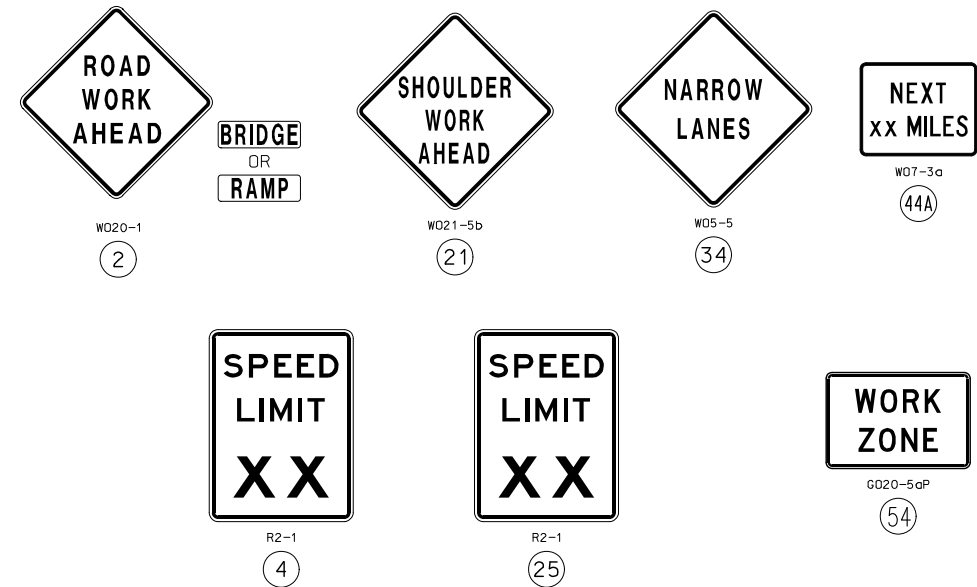 ROAD
WORK
AHEAD
BRIDGE
OR
RAMP
WO20-1
2
SHOULDER
WORK
AHEAD
WO21-5b
21
NARROW
LANES
WO5-5
34
NEXT
xx MILES
WO7-3a
44A
SPEED
LIMIT
XX
R2-1
4
SPEED
LIMIT
XX
R2-1
25
WORK
ZONE
GO20-5aP
54